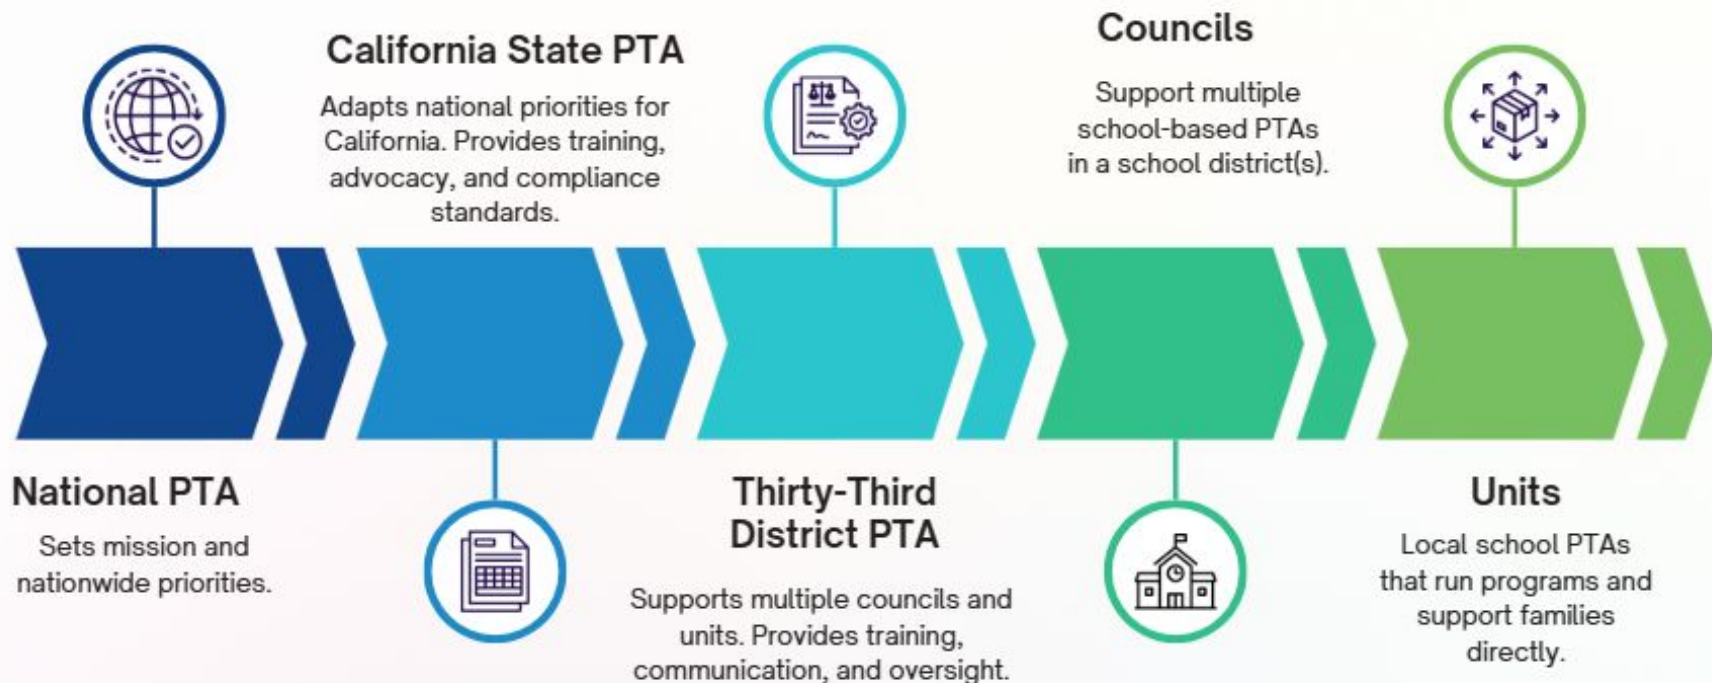 National PTA
Sets mission and
nationwide priorities.
California State PTA
Adapts national priorities for
California. Provides training,
advocacy, and compliance
standards.
Thirty-Third
District PTA
Supports multiple councils and
units. Provides training,
communication, and oversight.
Councils
Support multiple
school-based PTAs
in a school district(s).
Units
Local school PTAs
that run programs and
support families
directly.